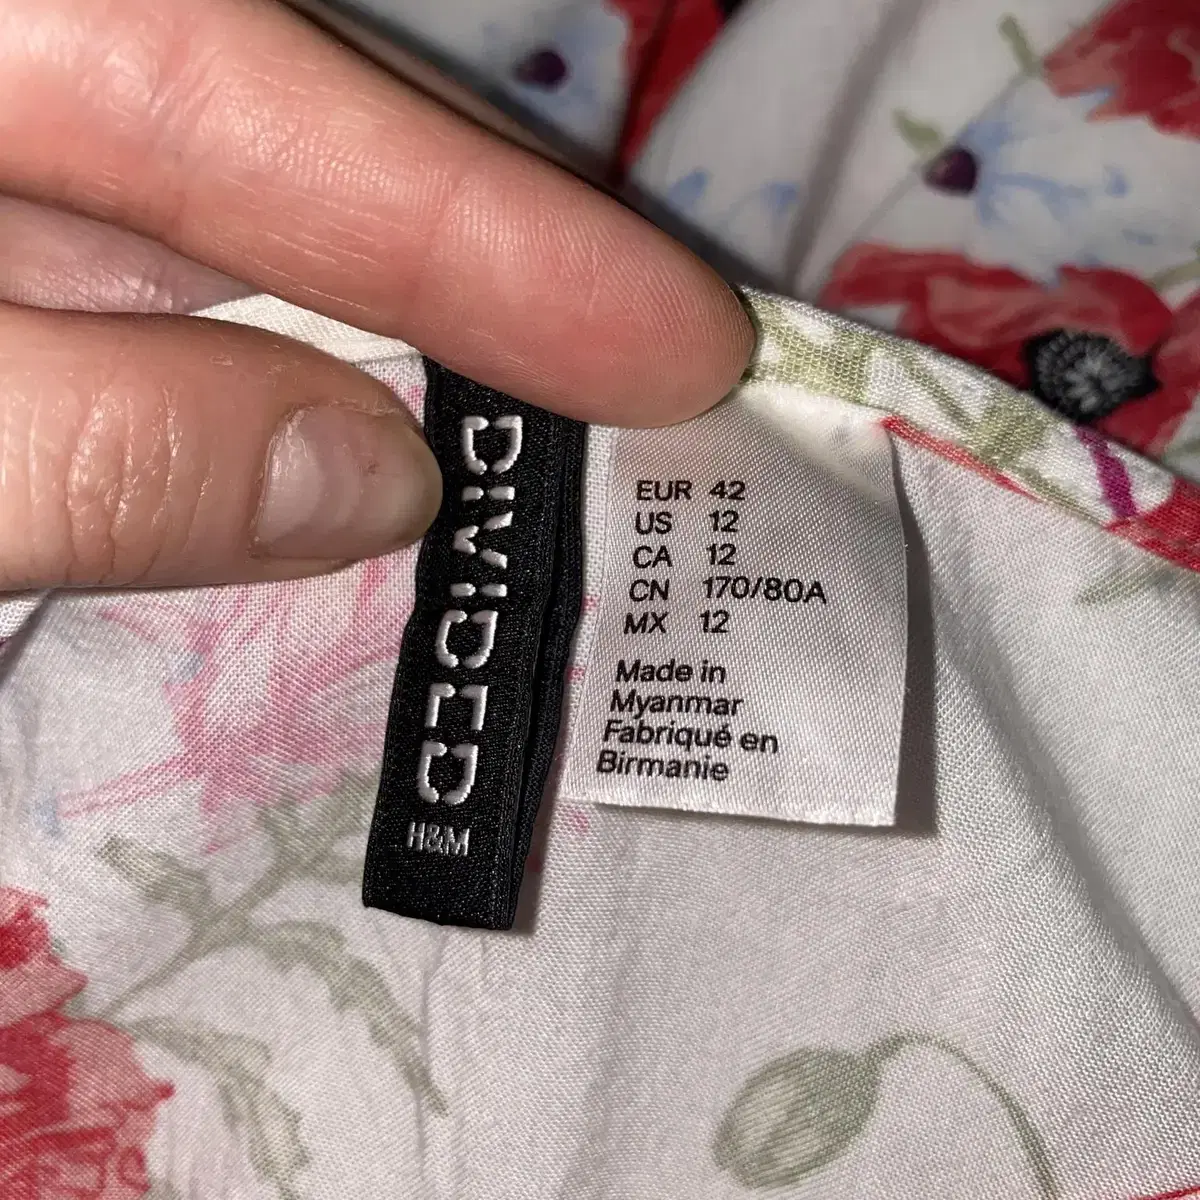 DIVIDED
H&M
EUR 42
US 12
CA 12
CN 170/80A
MX 12
Made in
Myanmar
Fabriqué en
Birmanie